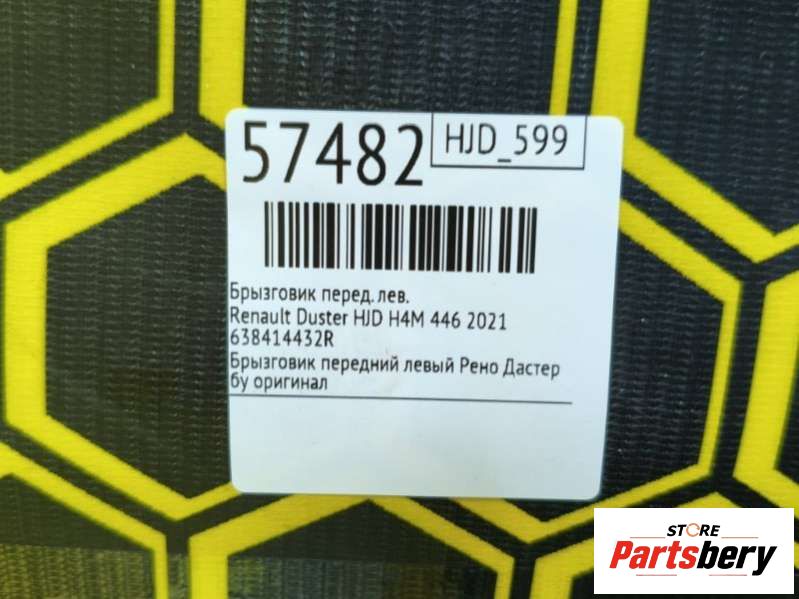 57482
HJD_599
Брызговик перед. лев.
Renault Duster HJD H4M 446 2021
638414432R
Брызговик передний левый Рено Дастер
бу оригинал
STORE
Partsbery